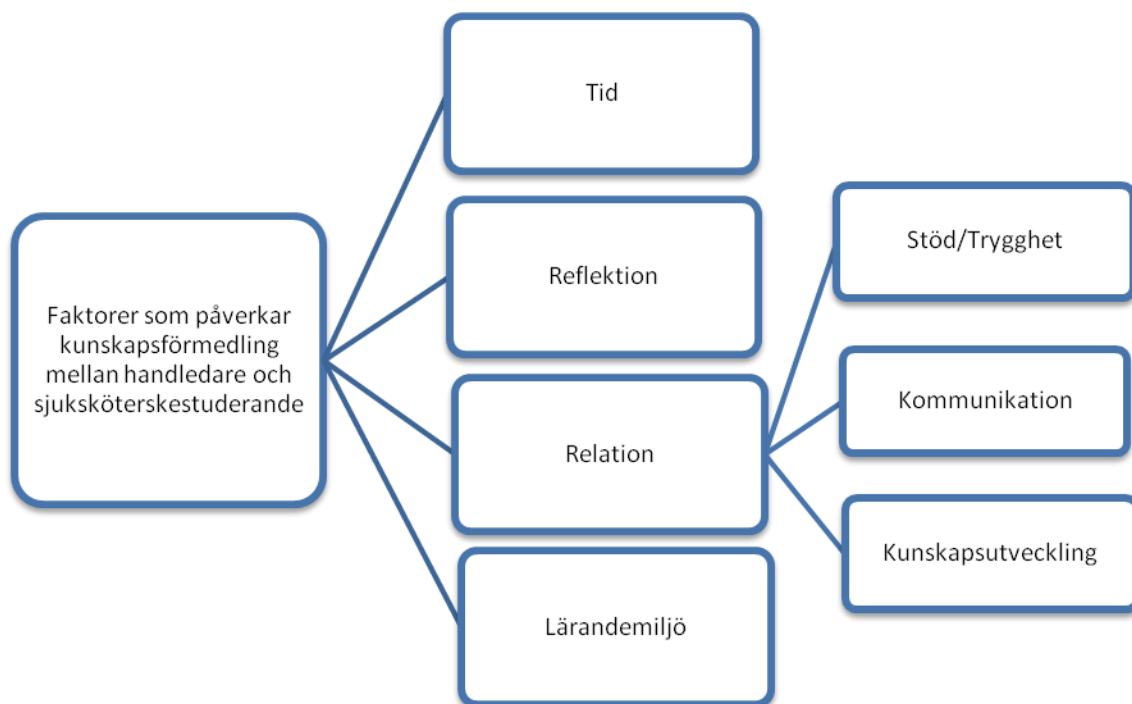 Faktorer som påverkar
kunskapsförmedling
mellan handledare och
sjuksköterskestuderande
Tid
Reflektion
Relation
Lärandemiljö
Stöd/Trygghet
Kommunikation
Kunskapsutveckling